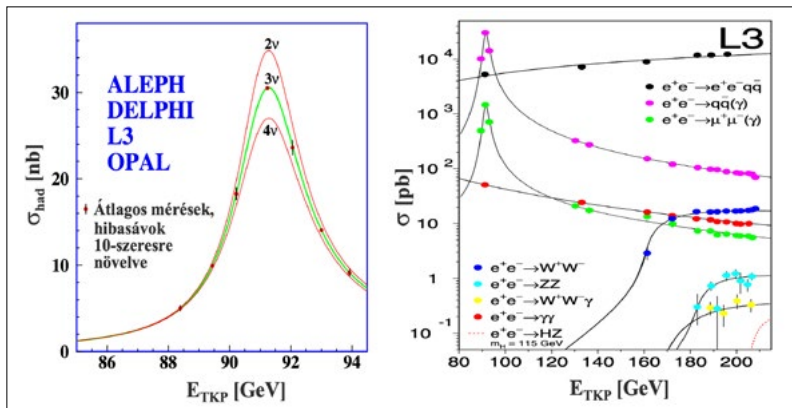 σhad [nb]
30
20
10
0
2ν
3ν
4ν
ALEPH
DELPHI
L3
OPAL
Átlagos mérések,
hibasávok
10-szeresre
növelve
86 88 90 92 94
ETKP [GeV]
σ [pb]
10⁴
10³
10²
10
1
10⁻¹
L3
e⁺e⁻→e⁺e⁻qq̄
e⁺e⁻→qq̄(γ)
e⁺e⁻→μ⁺μ⁻(γ)
e⁺e⁻→W⁺W⁻
e⁺e⁻→ZZ
e⁺e⁻→W⁺W⁻γ
e⁺e⁻→γγ
e⁺e⁻→HZ
mH = 115 GeV
80 100 120 140 160 180 200
ETKP [GeV]